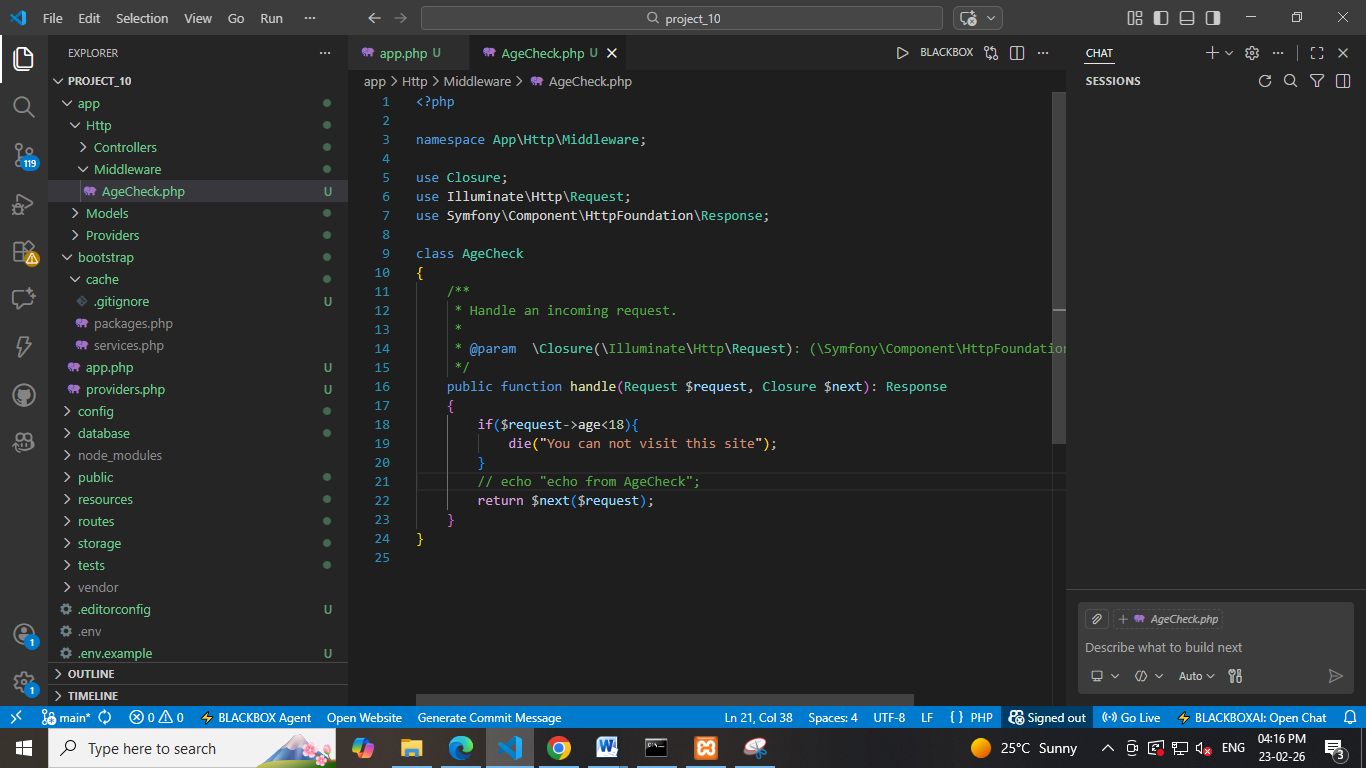 File Edit Selection View Go Run ···
project_10
EXPLORER ···
PROJECT_10
app
Http
Controllers
Middleware
AgeCheck.php U
Models
Providers
bootstrap
cache
.gitignore U
packages.php
services.php
app.php U
providers.php U
config
database
node_modules
public
resources
routes
storage
tests
vendor
.editorconfig U
.env
.env.example U
OUTLINE
TIMELINE
119
1
1
app.php U
AgeCheck.php U
BLACKBOX ···
app > Http > Middleware > AgeCheck.php
1 <?php
2
3 namespace App\Http\Middleware;
4
5 use Closure;
6 use Illuminate\Http\Request;
7 use Symfony\Component\HttpFoundation\Response;
8
9 class AgeCheck
10 {
11 /**
12 * Handle an incoming request.
13 *
14 * @param  \Closure(\Illuminate\Http\Request): (\Symfony\Component\HttpFoundation
15 */
16 public function handle(Request $request, Closure $next): Response
17 {
18 if($request->age<18){
19 die("You can not visit this site");
20 }
21 // echo "echo from AgeCheck";
22 return $next($request);
23 }
24 }
25
CHAT
SESSIONS
AgeCheck.php
Describe what to build next
Auto
main* 0 0 BLACKBOX Agent Open Website Generate Commit Message Ln 21, Col 38 Spaces: 4 UTF-8 LF { } PHP Signed out Go Live BLACKBOXAI: Open Chat
Type here to search
25°C Sunny
ENG
04:16 PM
23-02-26
3